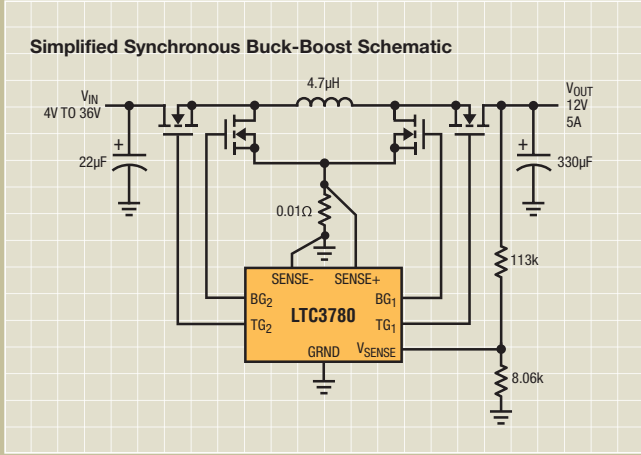 Simplified Synchronous Buck-Boost Schematic
4.7µH
VIN
4V TO 36V
VOUT
12V
5A
+
22µF
+
330µF
0.01Ω
113k
SENSE- SENSE+
BG2 BG1
LTC3780
TG2 TG1
GRND VSENSE
8.06k